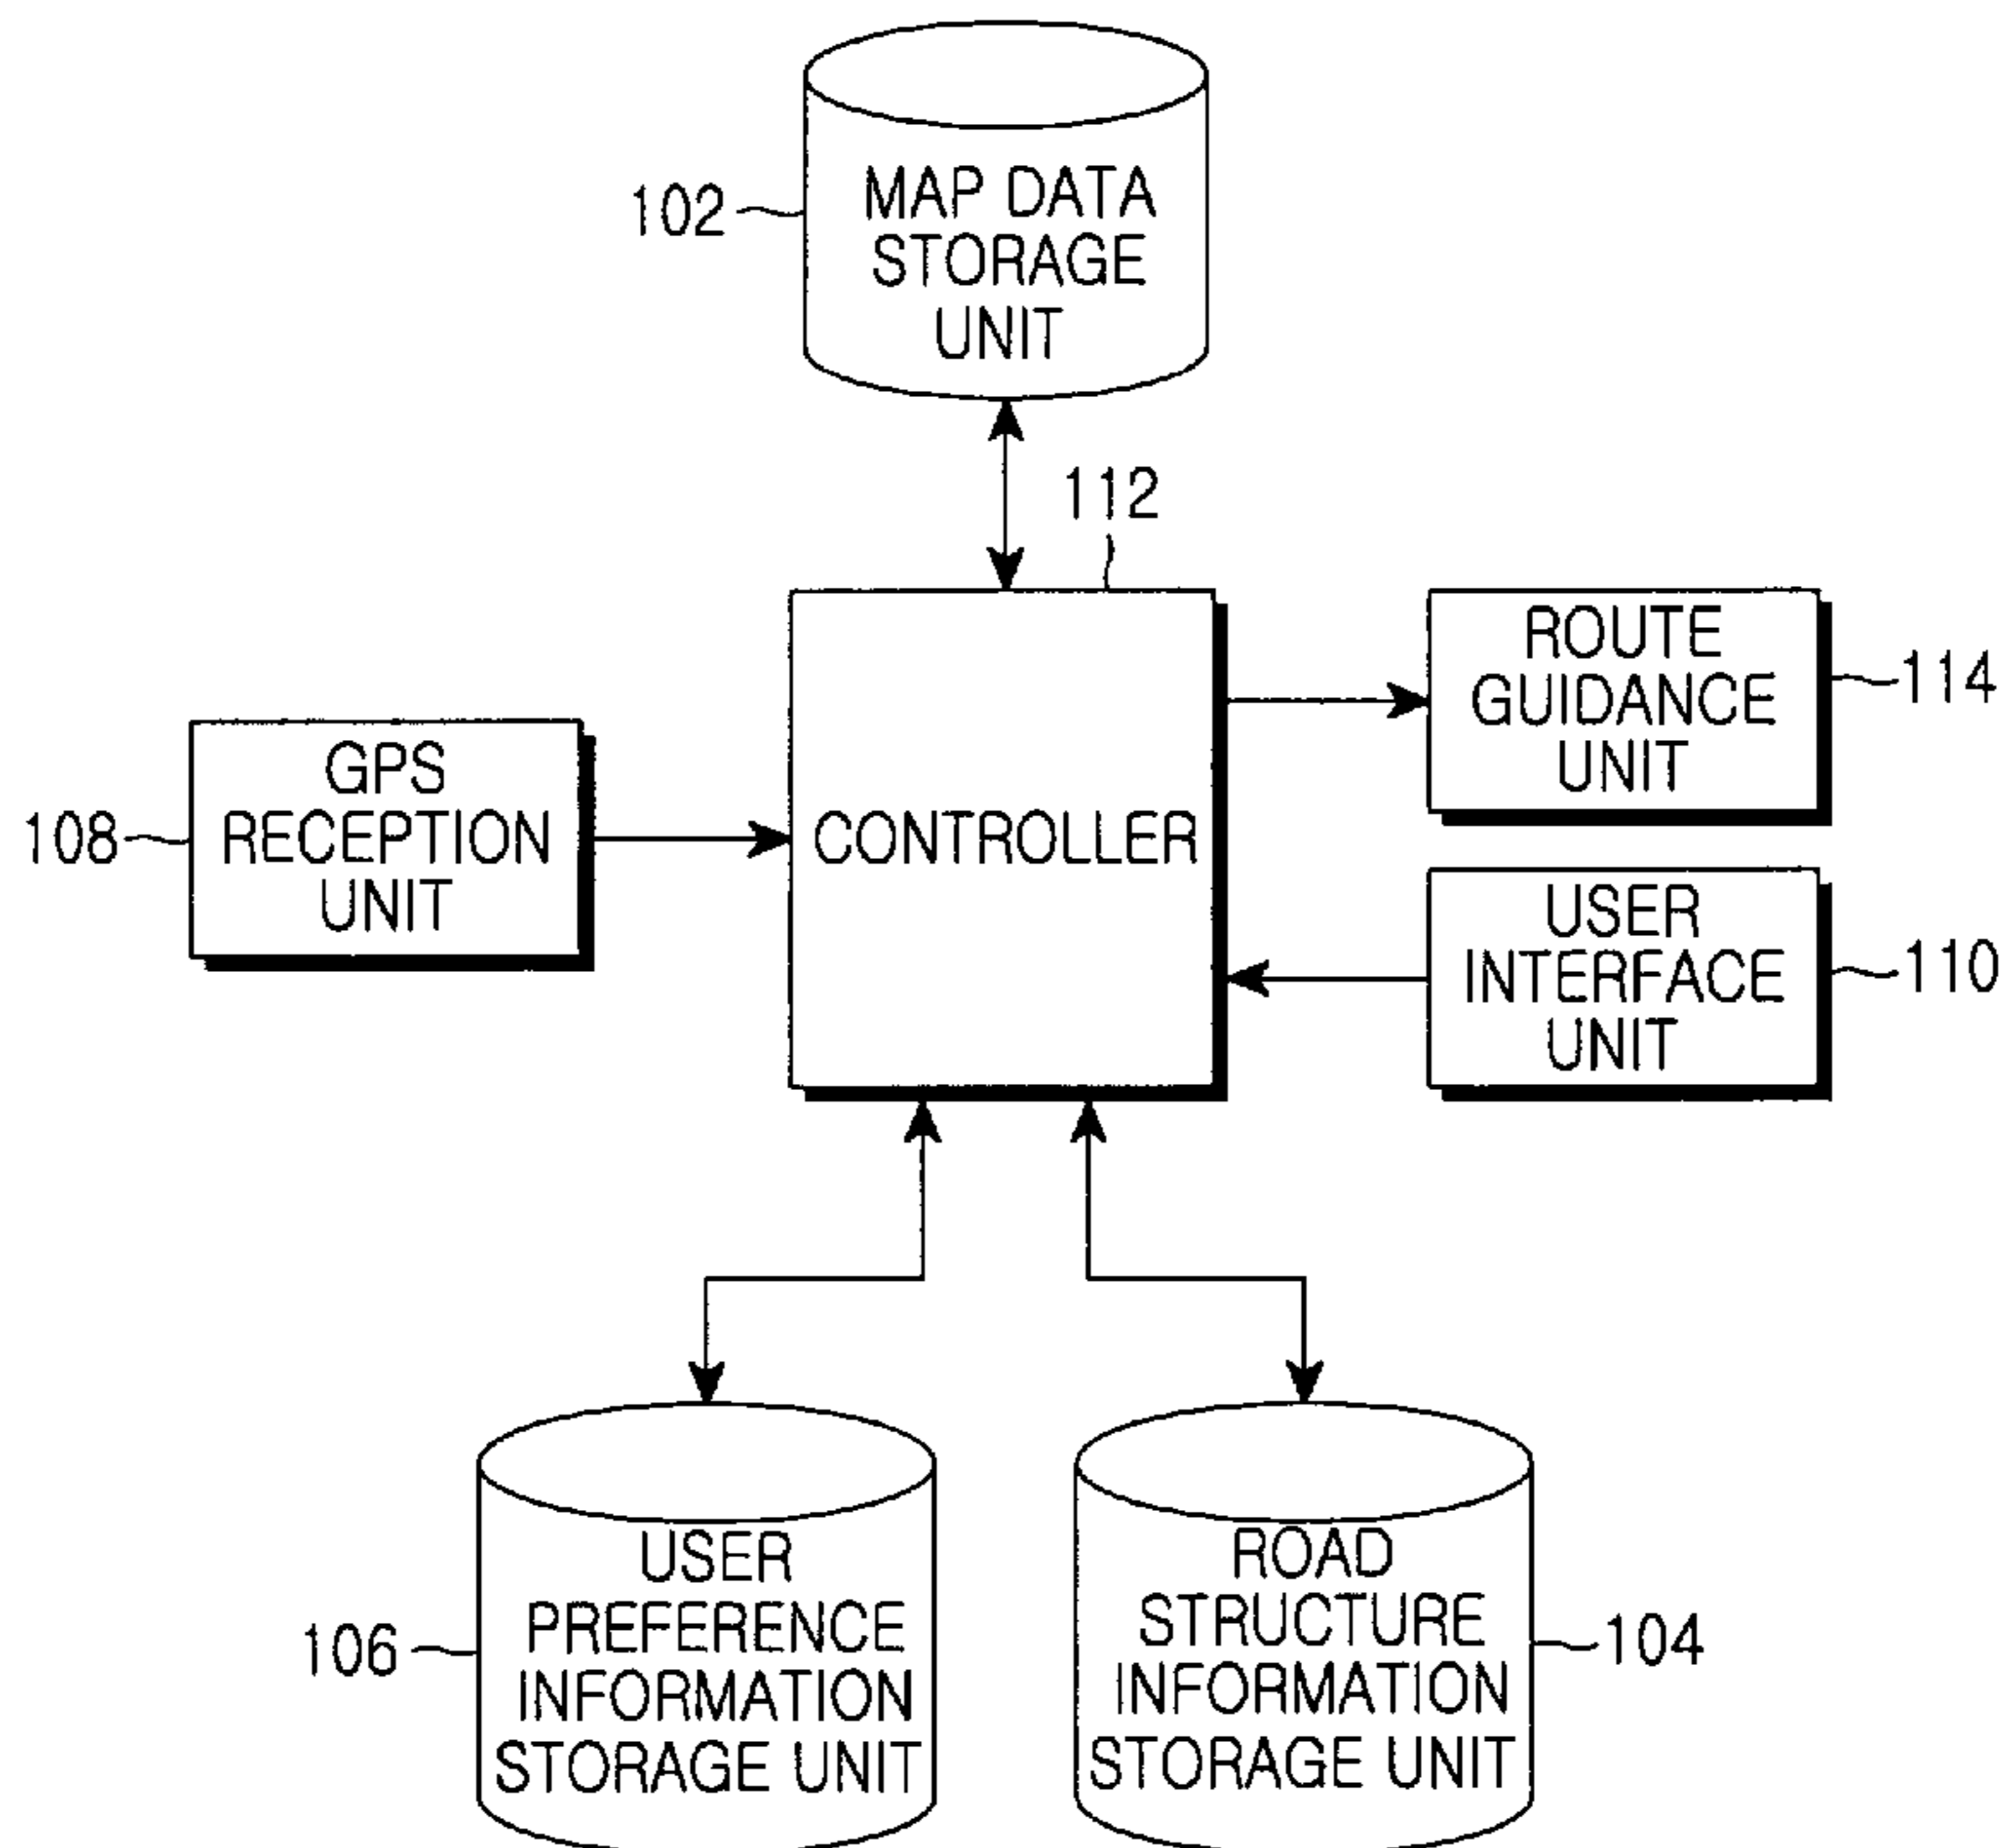 102
MAP DATA
STORAGE
UNIT
112
ROUTE
GUIDANCE
UNIT
114
GPS
RECEPTION
UNIT
108
CONTROLLER
USER
INTERFACE
UNIT
110
USER
PREFERENCE
INFORMATION
STORAGE UNIT
106
ROAD
STRUCTURE
INFORMATION
STORAGE UNIT
104